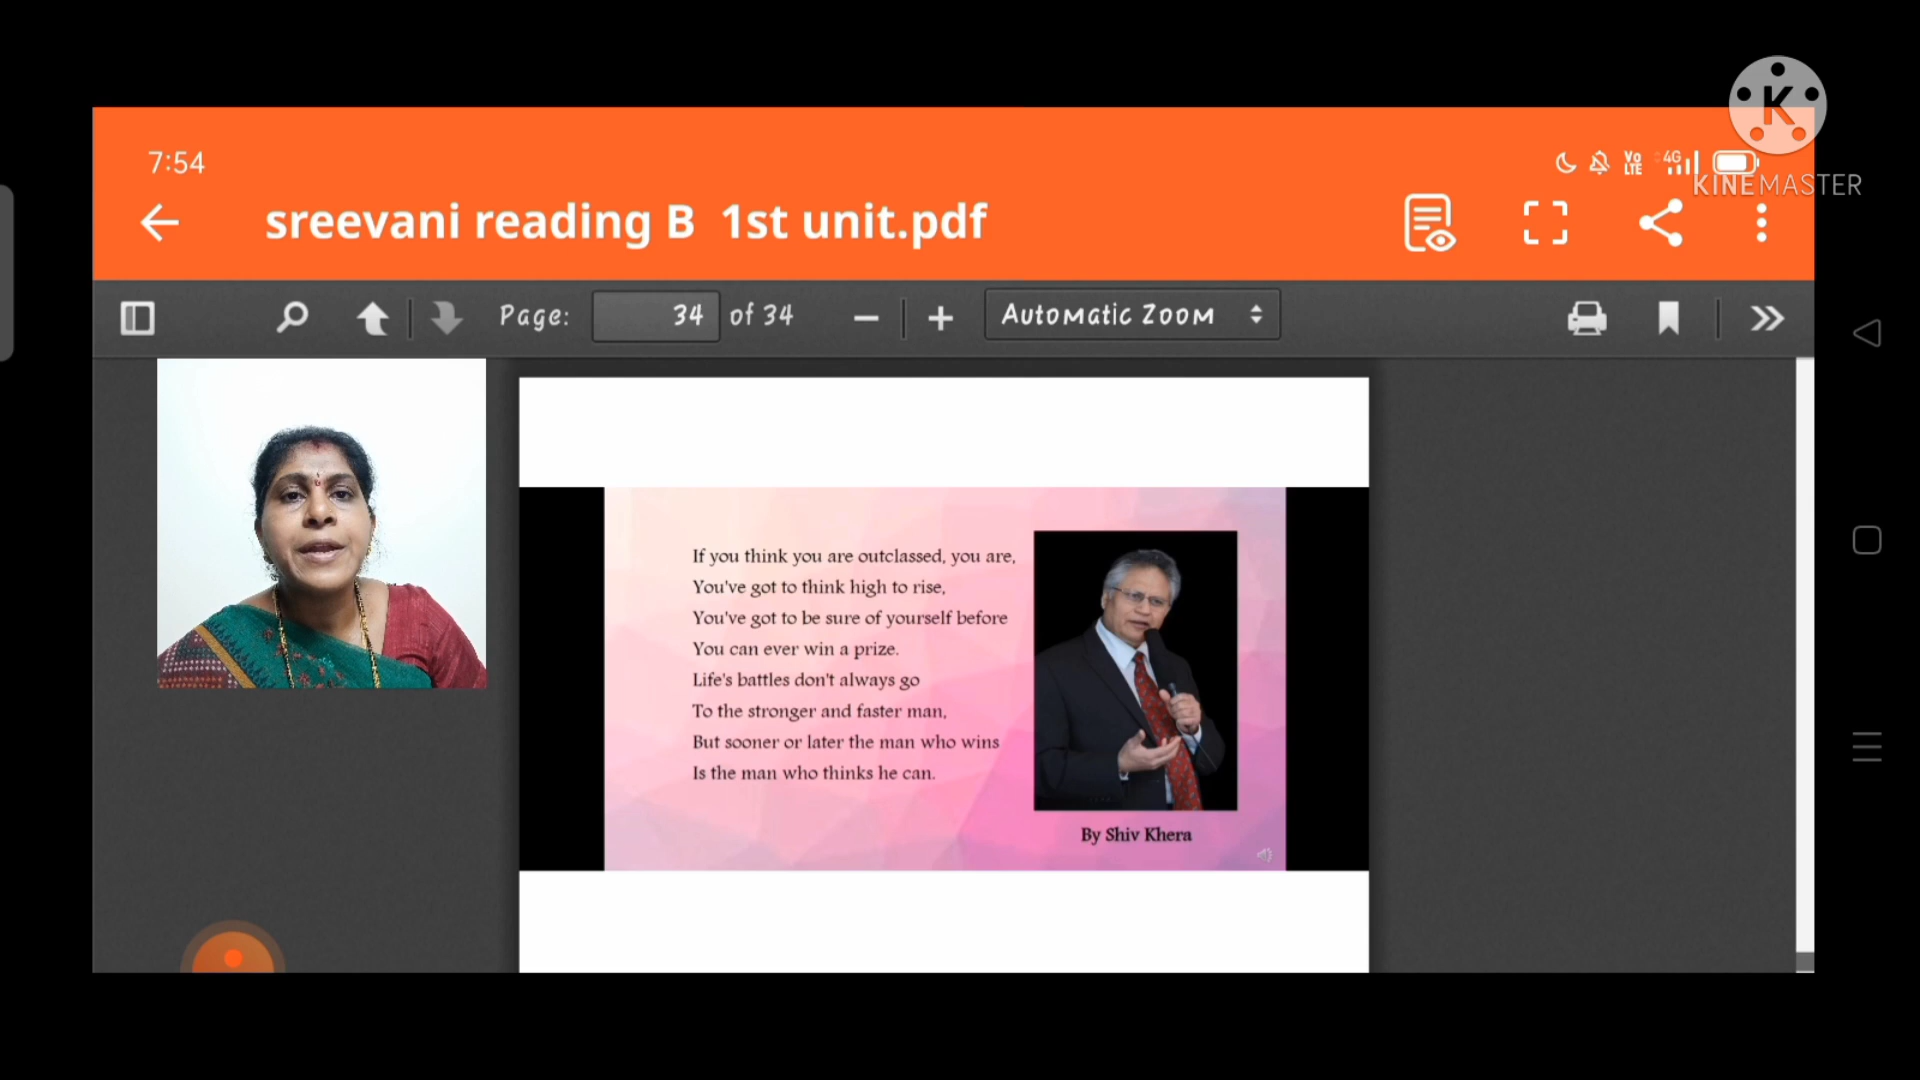 K
KINEMASTER
7:54
Vo
LTE
4G
sreevani reading B 1st unit.pdf
Page: 34 of 34
Automatic Zoom
If you think you are outclassed, you are,
You've got to think high to rise,
You've got to be sure of yourself before
You can ever win a prize.
Life's battles don't always go
To the stronger and faster man,
But sooner or later the man who wins
Is the man who thinks he can.
By Shiv Khera